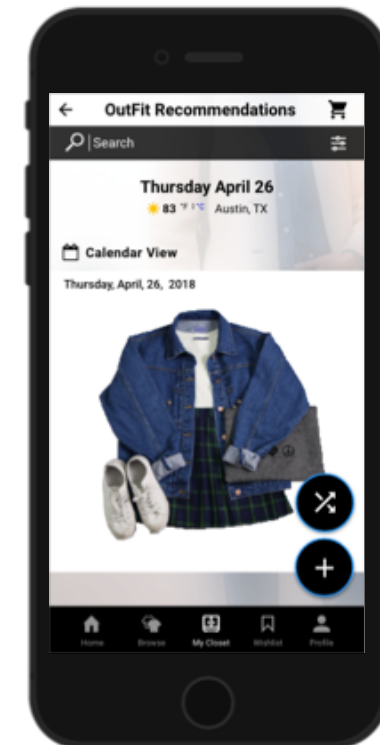 OutFit Recommendations
Search
Thursday April 26
83 °F | °C Austin, TX
Calendar View
Thursday, April, 26, 2018
Home Browse My Closet Wishlist Profile